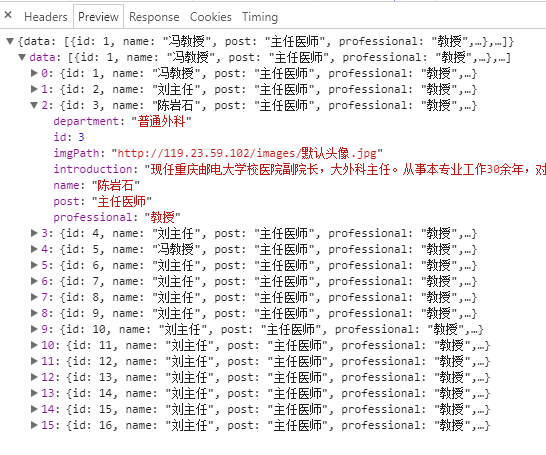 × Headers Preview Response Cookies Timing
▼{data: [{id: 1, name: "冯教授", post: "主任医师", professional: "教授",…},…]}
▼data: [{id: 1, name: "冯教授", post: "主任医师", professional: "教授",…},…]
▶0: {id: 1, name: "冯教授", post: "主任医师", professional: "教授",…}
▶1: {id: 2, name: "刘主任", post: "主任医师", professional: "教授",…}
▼2: {id: 3, name: "陈岩石", post: "主任医师", professional: "教授",…}
department: "普通外科"
id: 3
imgPath: "http://119.23.59.102/images/默认头像.jpg"
introduction: "现任重庆邮电大学校医院副院长，大外科主任。从事本专业工作30余年，对
name: "陈岩石"
post: "主任医师"
professional: "教授"
▶3: {id: 4, name: "刘主任", post: "主任医师", professional: "教授",…}
▶4: {id: 5, name: "冯教授", post: "主任医师", professional: "教授",…}
▶5: {id: 6, name: "刘主任", post: "主任医师", professional: "教授",…}
▶6: {id: 7, name: "刘主任", post: "主任医师", professional: "教授",…}
▶7: {id: 8, name: "刘主任", post: "主任医师", professional: "教授",…}
▶8: {id: 9, name: "刘主任", post: "主任医师", professional: "教授",…}
▶9: {id: 10, name: "刘主任", post: "主任医师", professional: "教授",…}
▶10: {id: 11, name: "刘主任", post: "主任医师", professional: "教授",…}
▶11: {id: 12, name: "刘主任", post: "主任医师", professional: "教授",…}
▶12: {id: 13, name: "刘主任", post: "主任医师", professional: "教授",…}
▶13: {id: 14, name: "刘主任", post: "主任医师", professional: "教授",…}
▶14: {id: 15, name: "刘主任", post: "主任医师", professional: "教授",…}
▶15: {id: 16, name: "刘主任", post: "主任医师", professional: "教授",…}